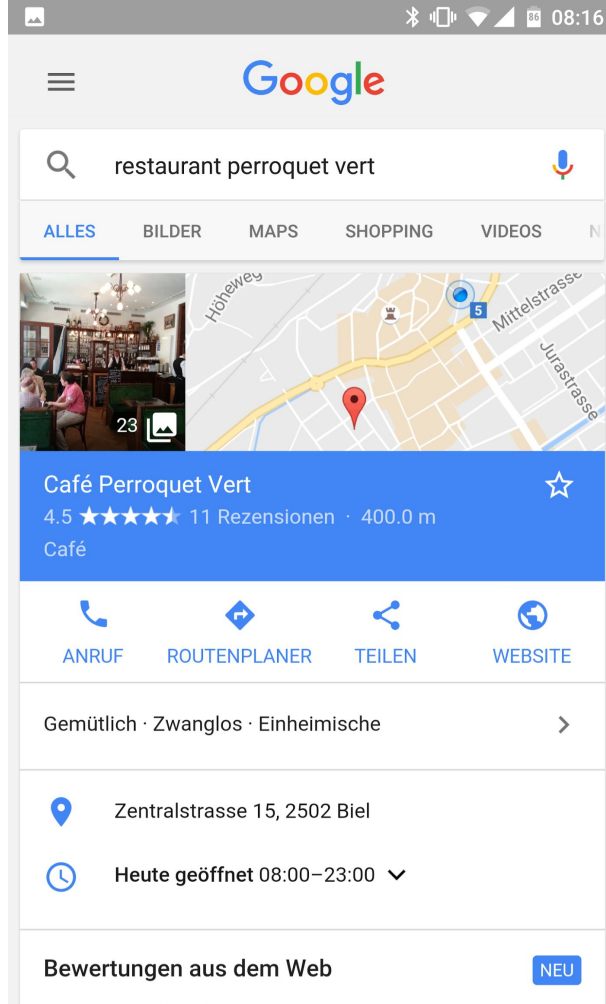 86 08:16
Google
restaurant perroquet vert
ALLES BILDER MAPS SHOPPING VIDEOS N
Höheweg
5
Mittelstrasse
Jurastrasse
23
Café Perroquet Vert
4.5 11 Rezensionen · 400.0 m
Café
ANRUF ROUTENPLANER TEILEN WEBSITE
Gemütlich · Zwanglos · Einheimische
Zentralstrasse 15, 2502 Biel
Heute geöffnet 08:00–23:00
Bewertungen aus dem Web NEU